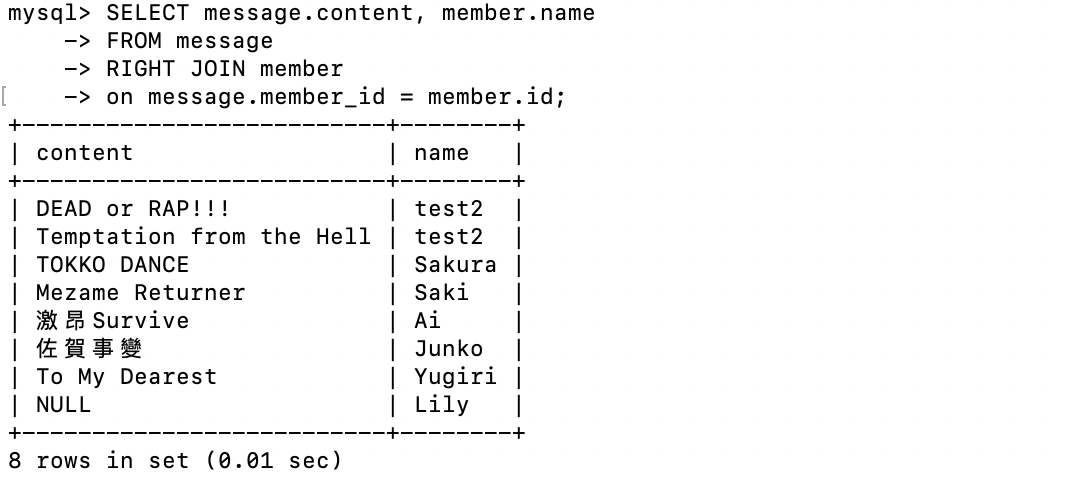 mysql> SELECT message.content, member.name
    -> FROM message
    -> RIGHT JOIN member
[    -> on message.member_id = member.id;
+---------------------------+--------+
| content                   | name   |
+---------------------------+--------+
| DEAD or RAP!!!            | test2  |
| Temptation from the Hell  | test2  |
| TOKKO DANCE               | Sakura |
| Mezame Returner           | Saki   |
| 激昂Survive               | Ai     |
| 佐賀事變                  | Junko  |
| To My Dearest             | Yugiri |
| NULL                      | Lily   |
+---------------------------+--------+
8 rows in set (0.01 sec)